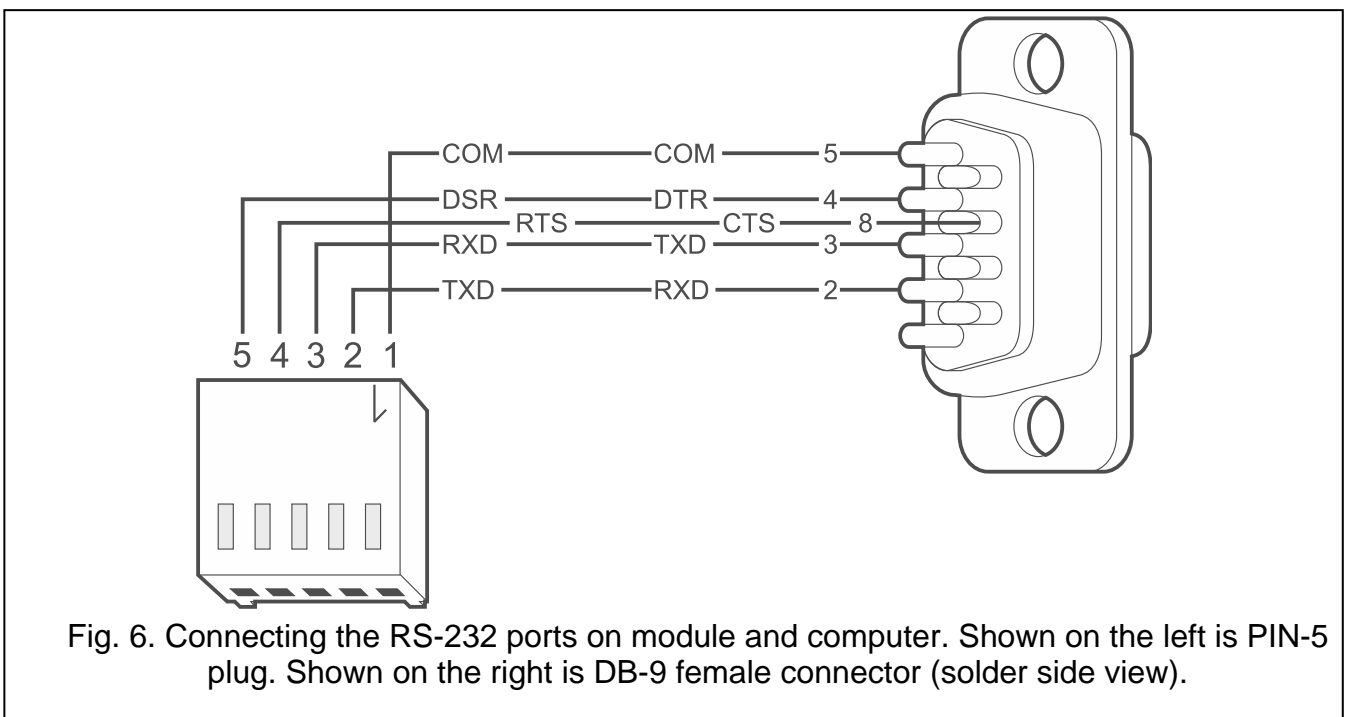 COM COM 5
DSR DTR 4
RTS CTS 8
RXD TXD 3
TXD RXD 2
5 4 3 2 1
Fig. 6. Connecting the RS-232 ports on module and computer. Shown on the left is PIN-5
plug. Shown on the right is DB-9 female connector (solder side view).